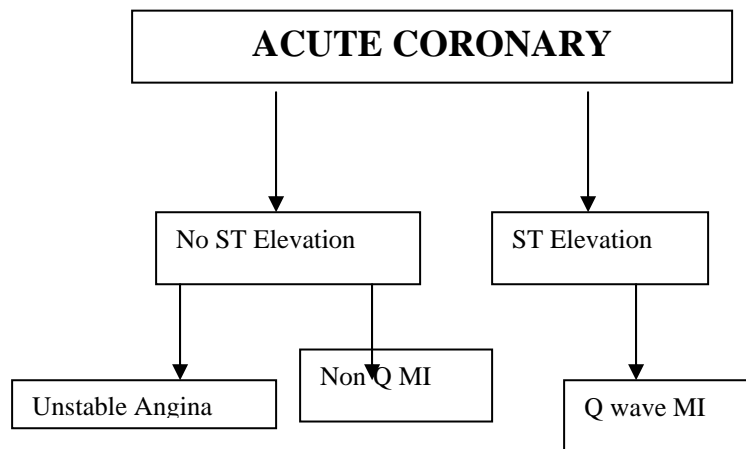 ACUTE CORONARY
No ST Elevation
ST Elevation
Non Q MI
Unstable Angina
Q wave MI